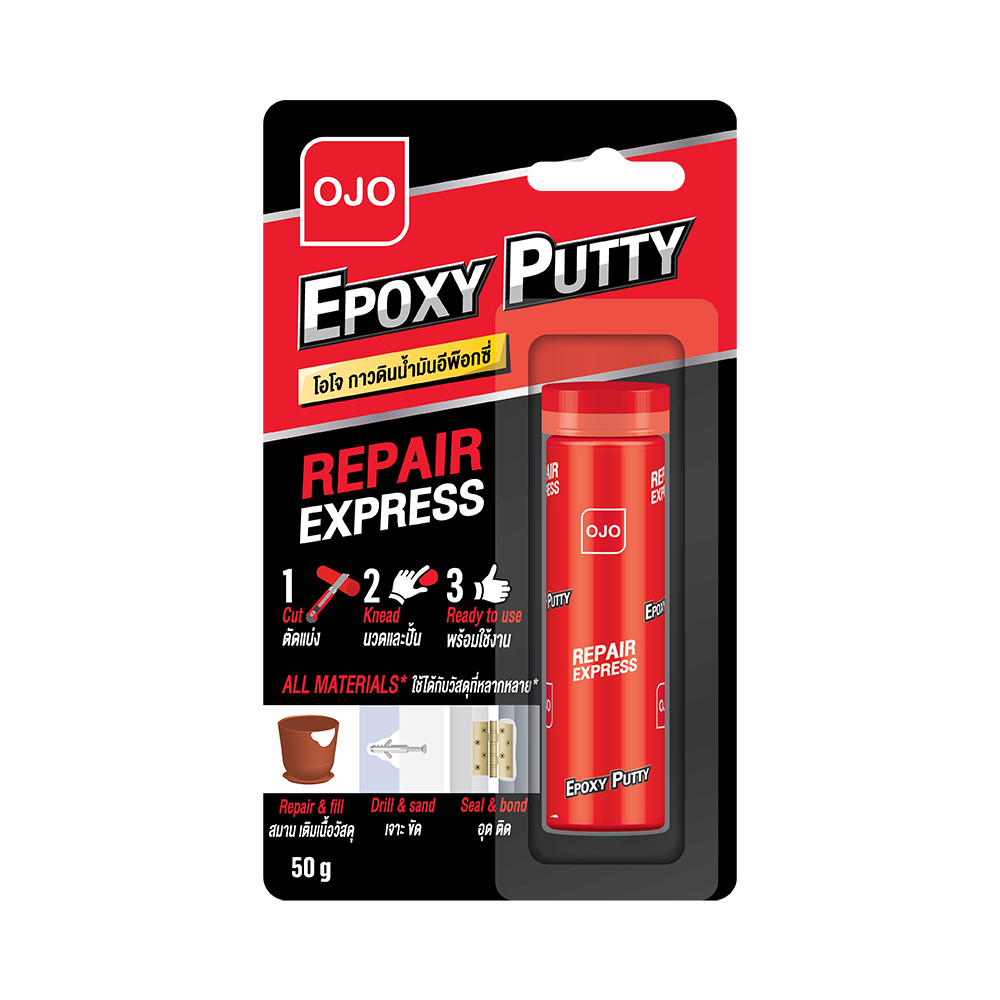 OJO
EPOXY PUTTY
โอโจ กาวดินน้ำมันอีพ๊อกซี่
REPAIR
EXPRESS
1 2 3
Cut Knead Ready to use
ตัดแบ่ง นวดและปั้น พร้อมใช้งาน
ALL MATERIALS* ใช้ได้กับวัสดุที่หลากหลาย*
Repair & fill Drill & sand Seal & bond
สมาน เติมเนื้อวัสดุ เจาะ ขัด อุด ติด
50 g
OJO
PUTTY EPOXY
REPAIR
EXPRESS
EPOXY PUTTY